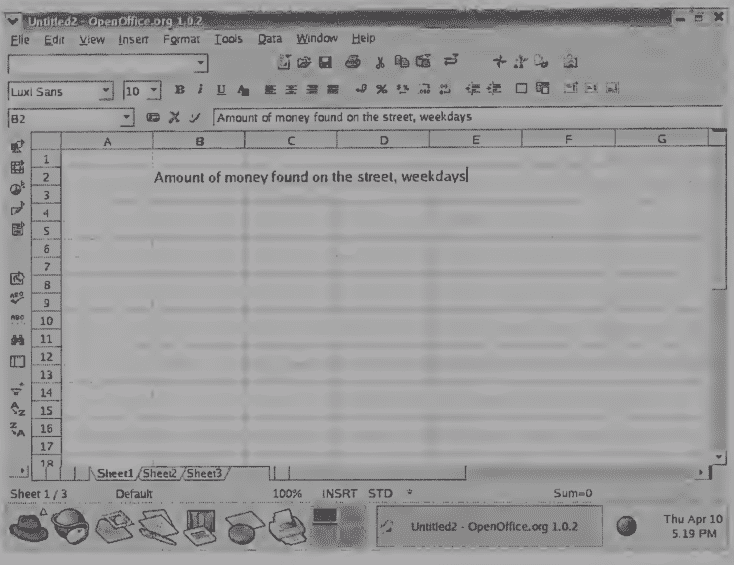 Untitled2 - OpenOffice.org 1.0.2
File Edit View Insert Format Tools Data Window Help
Luxi Sans 10 B i U A
B2 Amount of money found on the street, weekdays
A B C D E F G
1
2 Amount of money found on the street, weekdays
3
4
5
6
7
8
9
10
11
12
13
14
15
16
17
18
Sheet1 Sheet2 Sheet3
Sheet 1 / 3 Default 100% INSRT STD * Sum=0
Untitled2 - OpenOffice.org 1.0.2
Thu Apr 10
5.19 PM